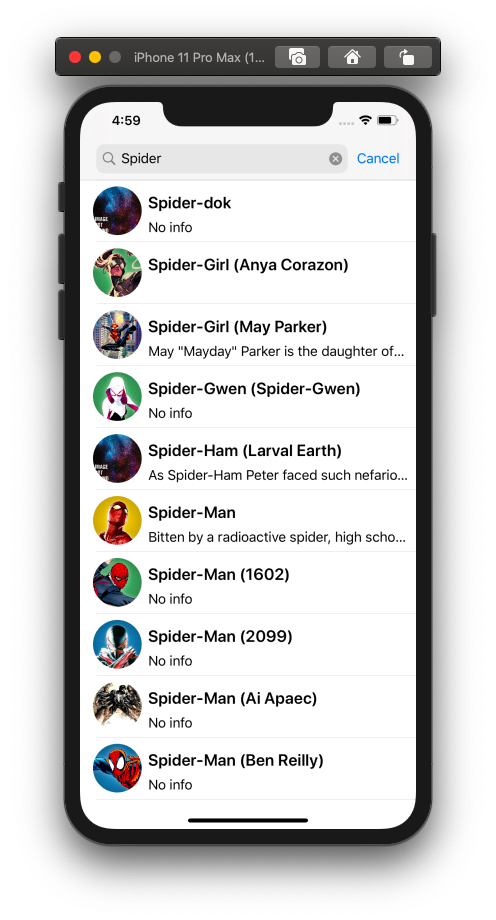 iPhone 11 Pro Max (1...
4:59
Spider
Cancel
Spider-dok
No info
Spider-Girl (Anya Corazon)
Spider-Girl (May Parker)
May "Mayday" Parker is the daughter of...
Spider-Gwen (Spider-Gwen)
No info
Spider-Ham (Larval Earth)
As Spider-Ham Peter faced such nefario...
Spider-Man
Bitten by a radioactive spider, high scho...
Spider-Man (1602)
No info
Spider-Man (2099)
No info
Spider-Man (Ai Apaec)
No info
Spider-Man (Ben Reilly)
No info